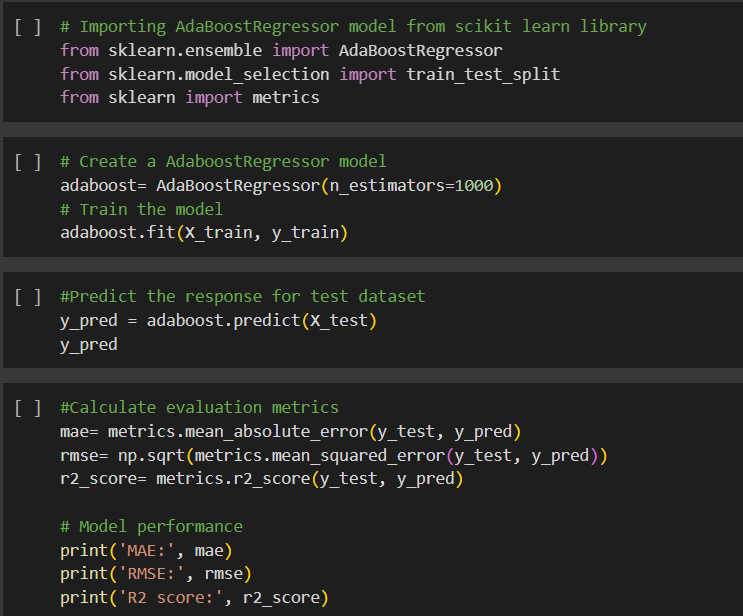 [ ] # Importing AdaBoostRegressor model from scikit learn library
from sklearn.ensemble import AdaBoostRegressor
from sklearn.model_selection import train_test_split
from sklearn import metrics
[ ] # Create a AdaboostRegressor model
adaboost= AdaBoostRegressor(n_estimators=1000)
# Train the model
adaboost.fit(X_train, y_train)
[ ] #Predict the response for test dataset
y_pred = adaboost.predict(X_test)
y_pred
[ ] #Calculate evaluation metrics
mae= metrics.mean_absolute_error(y_test, y_pred)
rmse= np.sqrt(metrics.mean_squared_error(y_test, y_pred))
r2_score= metrics.r2_score(y_test, y_pred)
# Model performance
print('MAE:', mae)
print('RMSE:', rmse)
print('R2 score:', r2_score)